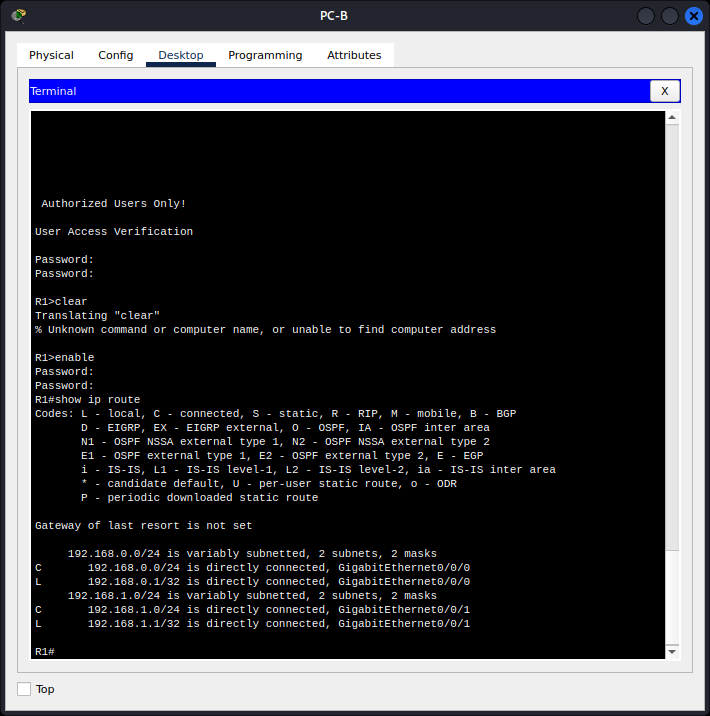 PC-B
Physical Config Desktop Programming Attributes
Terminal X
Authorized Users Only!
User Access Verification
Password:
Password:
R1>clear
Translating "clear"
% Unknown command or computer name, or unable to find computer address
R1>enable
Password:
Password:
R1#show ip route
Codes: L - local, C - connected, S - static, R - RIP, M - mobile, B - BGP
D - EIGRP, EX - EIGRP external, O - OSPF, IA - OSPF inter area
N1 - OSPF NSSA external type 1, N2 - OSPF NSSA external type 2
E1 - OSPF external type 1, E2 - OSPF external type 2, E - EGP
i - IS-IS, L1 - IS-IS level-1, L2 - IS-IS level-2, ia - IS-IS inter area
* - candidate default, U - per-user static route, o - ODR
P - periodic downloaded static route
Gateway of last resort is not set
192.168.0.0/24 is variably subnetted, 2 subnets, 2 masks
C 192.168.0.0/24 is directly connected, GigabitEthernet0/0/0
L 192.168.0.1/32 is directly connected, GigabitEthernet0/0/0
192.168.1.0/24 is variably subnetted, 2 subnets, 2 masks
C 192.168.1.0/24 is directly connected, GigabitEthernet0/0/1
L 192.168.1.1/32 is directly connected, GigabitEthernet0/0/1
R1#
Top